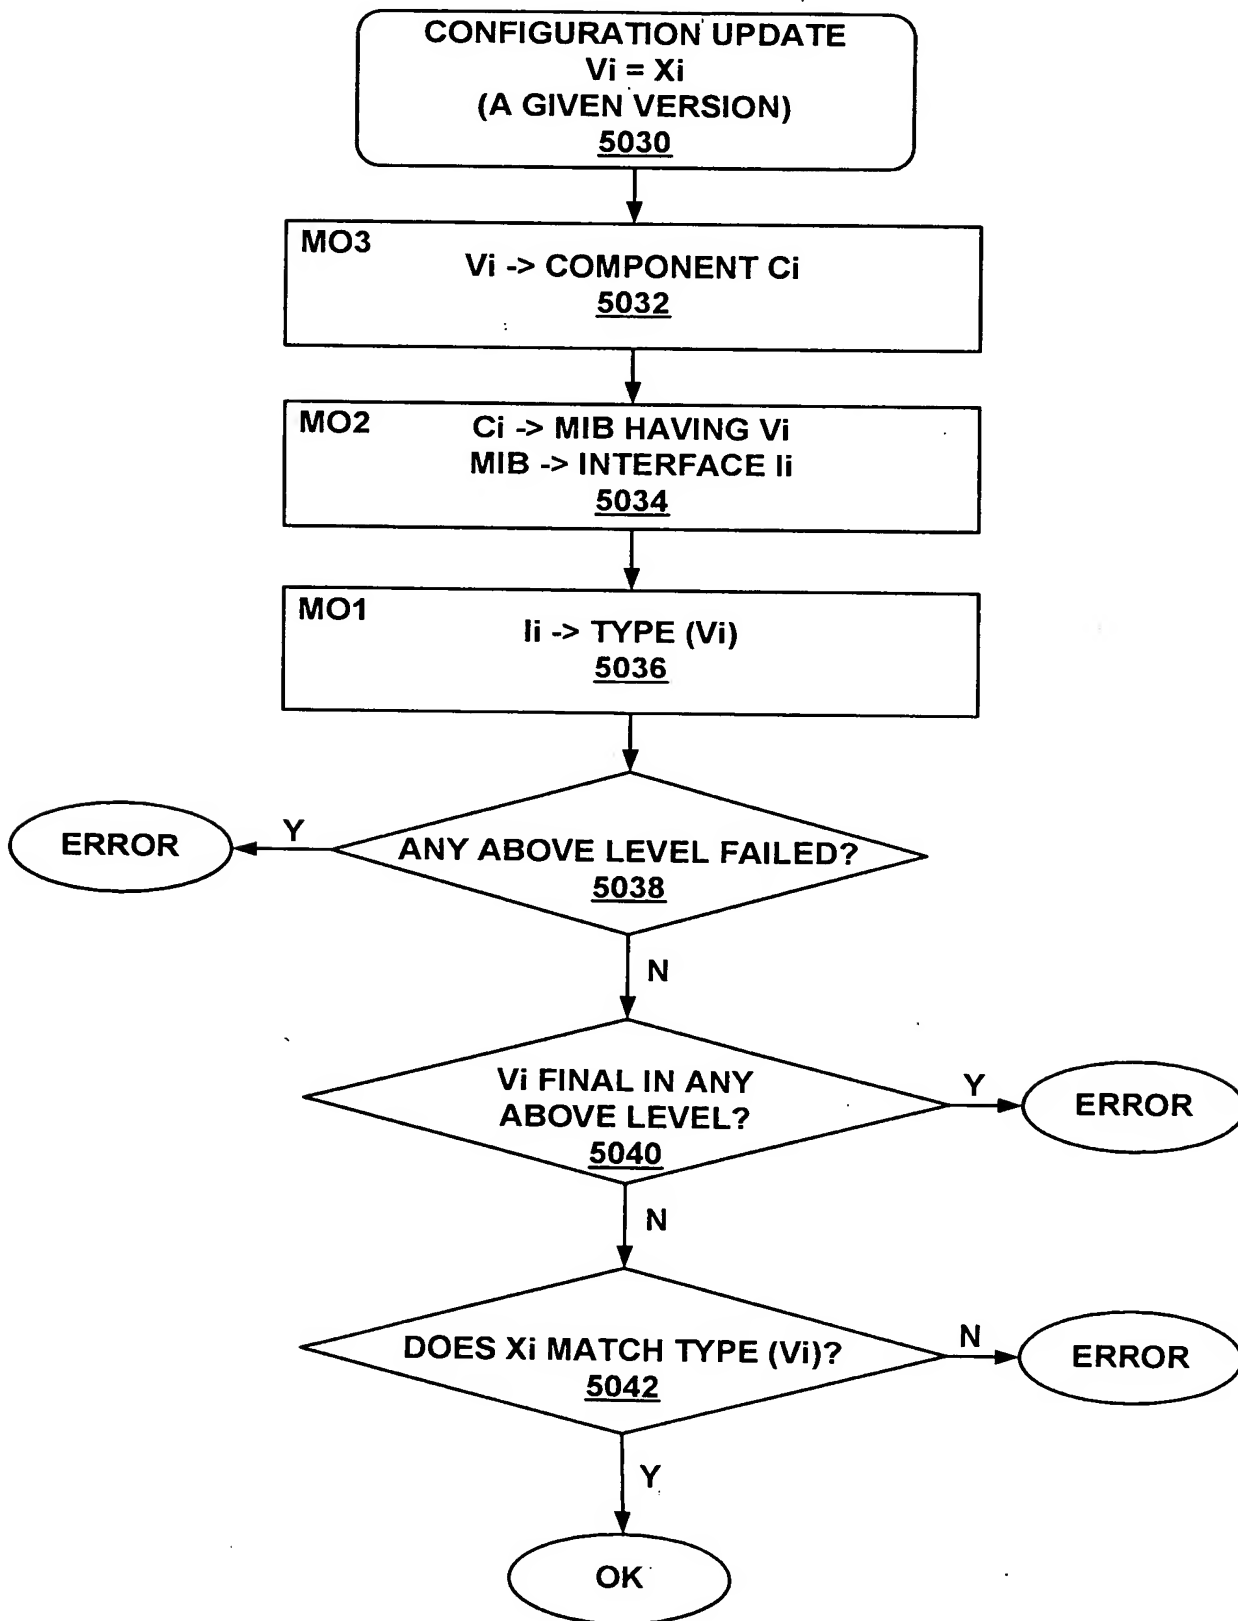 CONFIGURATION UPDATE
Vi = Xi
(A GIVEN VERSION)
5030
MO3
Vi -> COMPONENT Ci
5032
MO2
Ci -> MIB HAVING Vi
MIB -> INTERFACE Ii
5034
MO1
Ii -> TYPE (Vi)
5036
ERROR
Y
ANY ABOVE LEVEL FAILED?
5038
N
Vi FINAL IN ANY
ABOVE LEVEL?
5040
Y
ERROR
N
DOES Xi MATCH TYPE (Vi)?
5042
N
ERROR
Y
OK